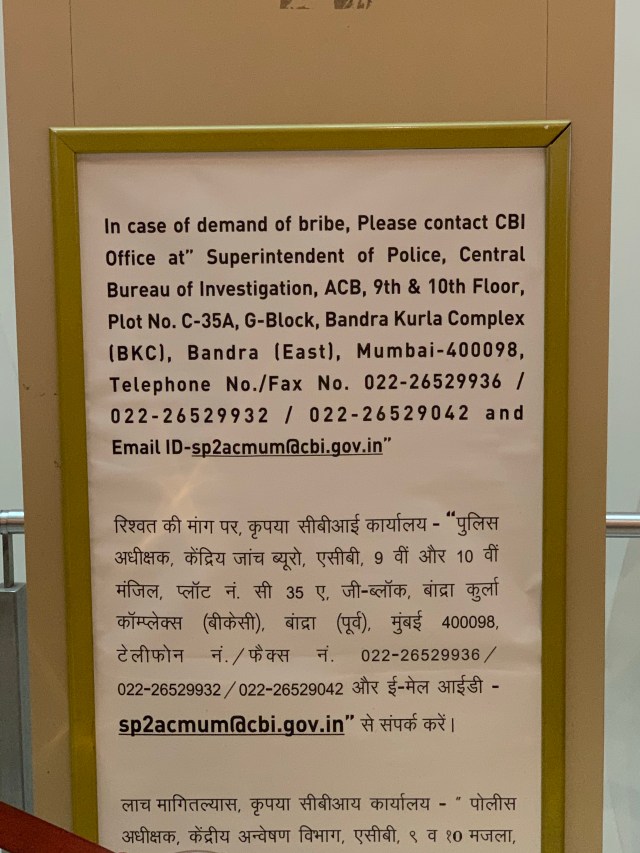 In case of demand of bribe, Please contact CBI
Office at” Superintendent of Police, Central
Bureau of Investigation, ACB, 9th & 10th Floor,
Plot No. C-35A, G-Block, Bandra Kurla Complex
(BKC), Bandra (East), Mumbai-400098,
Telephone No./Fax No. 022-26529936 /
022-26529932 / 022-26529042 and
Email ID-sp2acmum@cbi.gov.in”
रिश्वत की मांग पर, कृपया सीबीआई कार्यालय - “पुलिस
अधीक्षक, केंद्रिय जांच ब्यूरो, एसीबी, 9 वीं और 10 वीं
मंजिल, प्लॉट नं. सी 35 ए, जी-ब्लॉक, बांद्रा कुर्ला
कॉम्प्लेक्स (बीकेसी), बांद्रा (पूर्व), मुंबई 400098,
टेलीफोन नं./फैक्स नं. 022-26529936/
022-26529932/022-26529042 और ई-मेल आईडी -
sp2acmum@cbi.gov.in” से संपर्क करें।
लाच मागितल्यास, कृपया सीबीआय कार्यालय - " पोलीस
अधीक्षक, केंद्रीय अन्वेषण विभाग, एसीबी, ९ व १0 मजला,